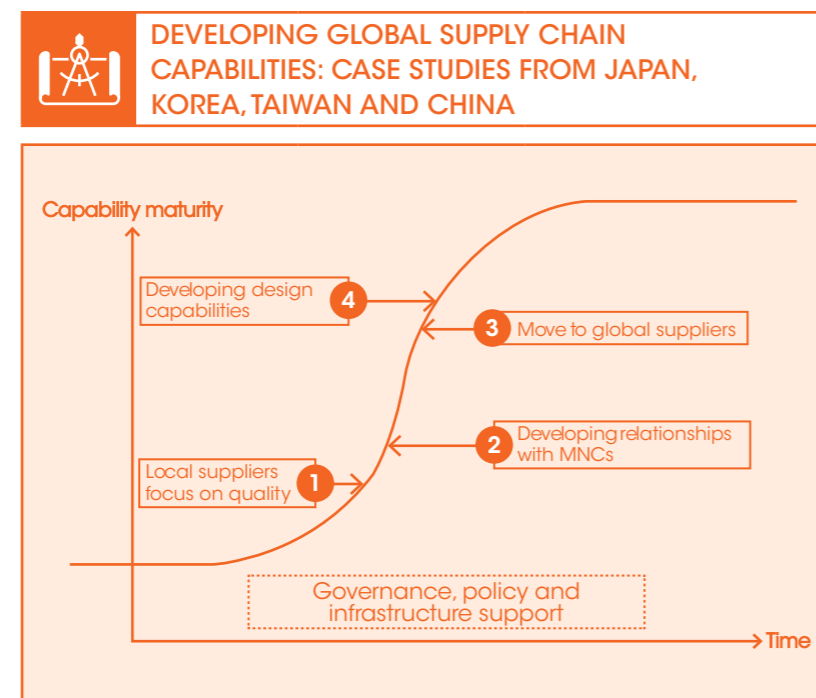 DEVELOPING GLOBAL SUPPLY CHAIN
CAPABILITIES: CASE STUDIES FROM JAPAN,
KOREA, TAIWAN AND CHINA
Capability maturity
Developing design
capabilities
4
3
Move to global suppliers
2
Developing relationships
with MNCs
Local suppliers
focus on quality
1
Governance, policy and
infrastructure support
Time